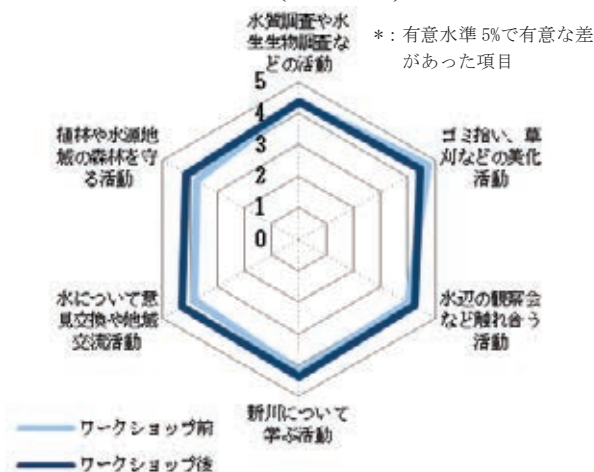 水質調査や水
生生物調査な
どの活動
*：有意水準 5%で有意な差
があった項目
5
4
3
2
1
0
ゴミ拾い、草
刈などの美化
活動
水辺の観察会
など触れ合う
活動
新川について
学ぶ活動
水について意
見交換や地域
交流活動
植林や水源地
域の森林を守
る活動
ワークショップ前
ワークショップ後